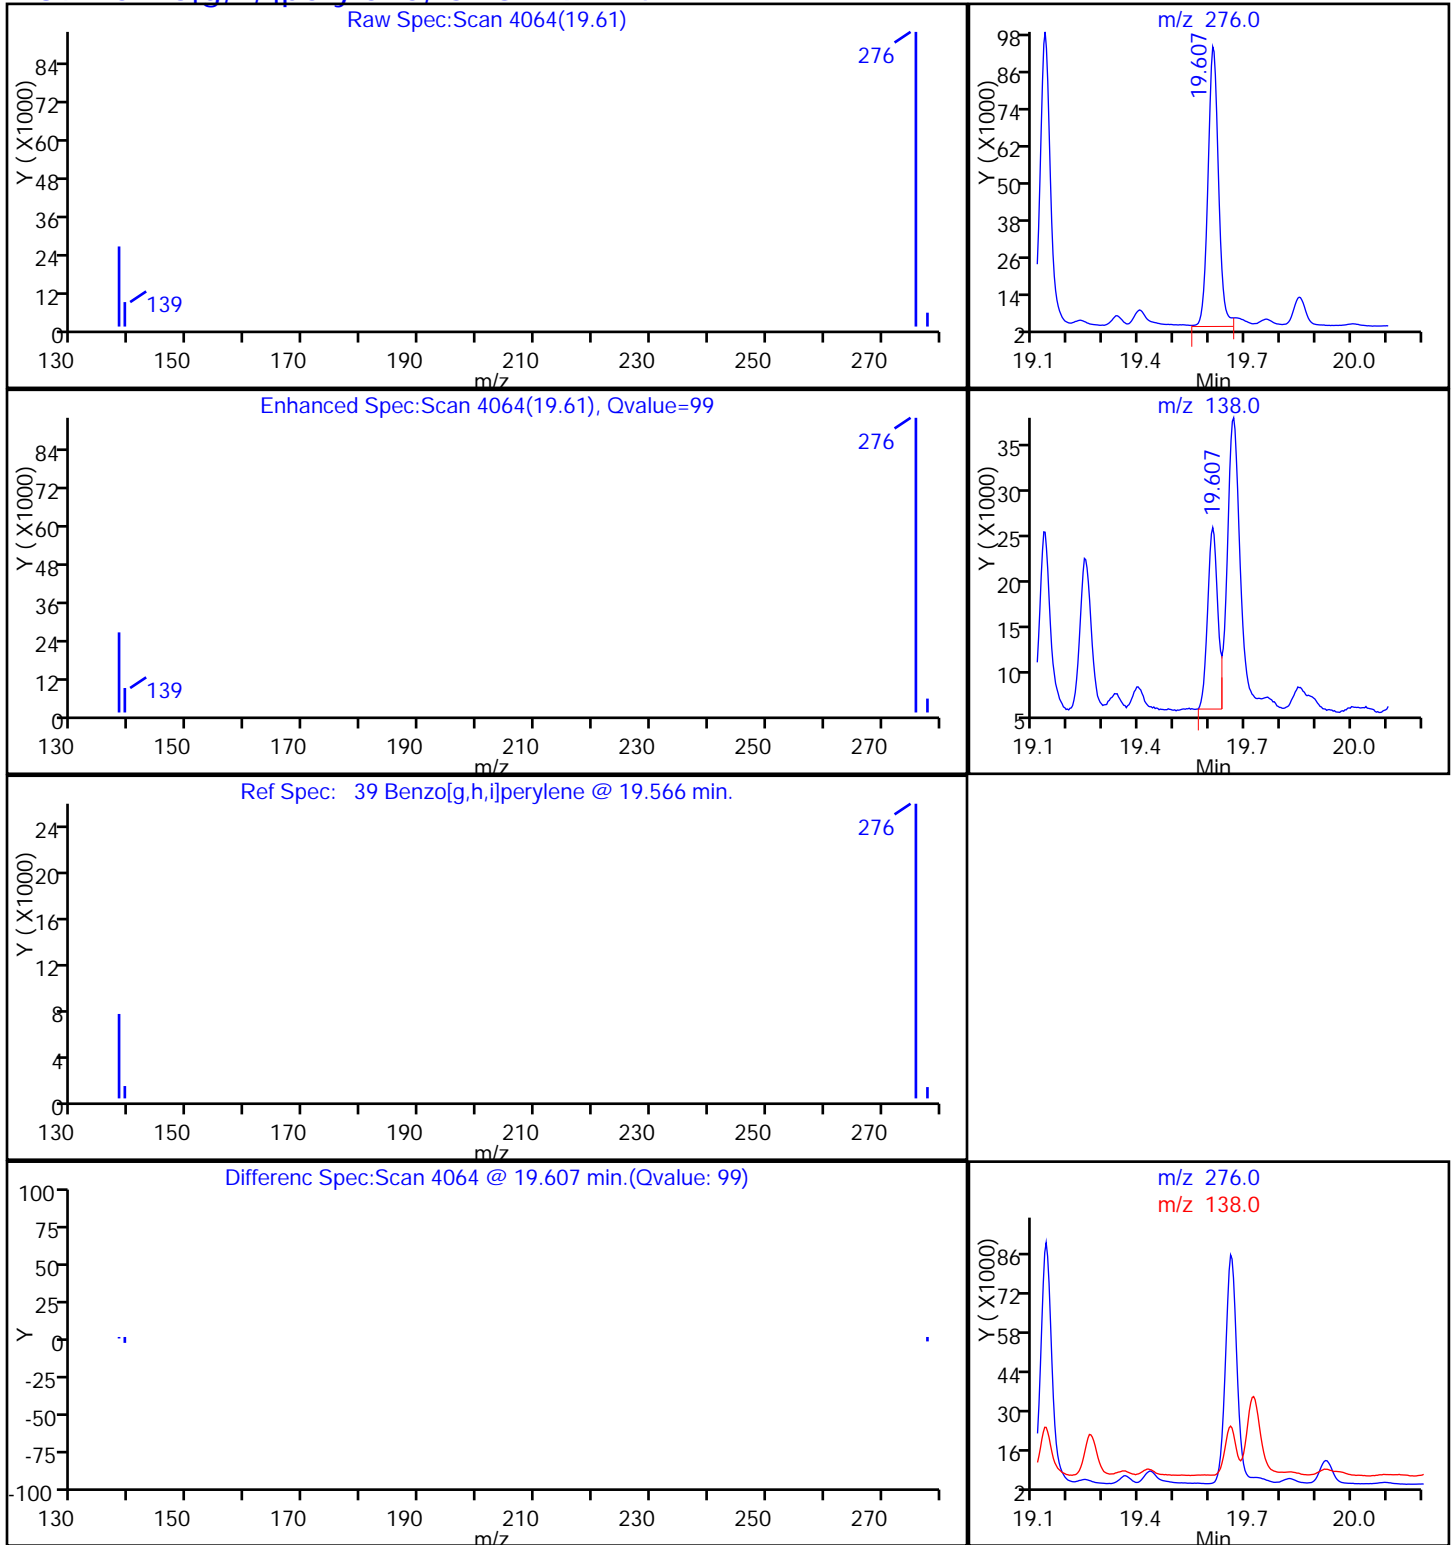 Raw Spec:Scan 4064(19.61)
Y ( X1000)
84
72
60
48
36
24
12
0
276
139
130 150 170 190 210 230 250 270
m/z
m/z 276.0
Y ( X1000)
98
86
74
62
50
38
26
14
2
19.607
19.1 19.4 19.7 20.0
Min
Enhanced Spec:Scan 4064(19.61), Qvalue=99
Y ( X1000)
84
72
60
48
36
24
12
0
276
139
130 150 170 190 210 230 250 270
m/z
m/z 138.0
Y ( X1000)
35
30
25
20
15
10
5
19.607
19.1 19.4 19.7 20.0
Min
Ref Spec: 39 Benzo[g,h,i]perylene @ 19.566 min.
Y ( X1000)
24
20
16
12
8
4
0
276
130 150 170 190 210 230 250 270
m/z
Differenc Spec:Scan 4064 @ 19.607 min.(Qvalue: 99)
Y
100
75
50
25
0
-25
-50
-75
-100
130 150 170 190 210 230 250 270
m/z
m/z 276.0
m/z 138.0
Y ( X1000)
86
72
58
44
30
16
2
19.1 19.4 19.7 20.0
Min